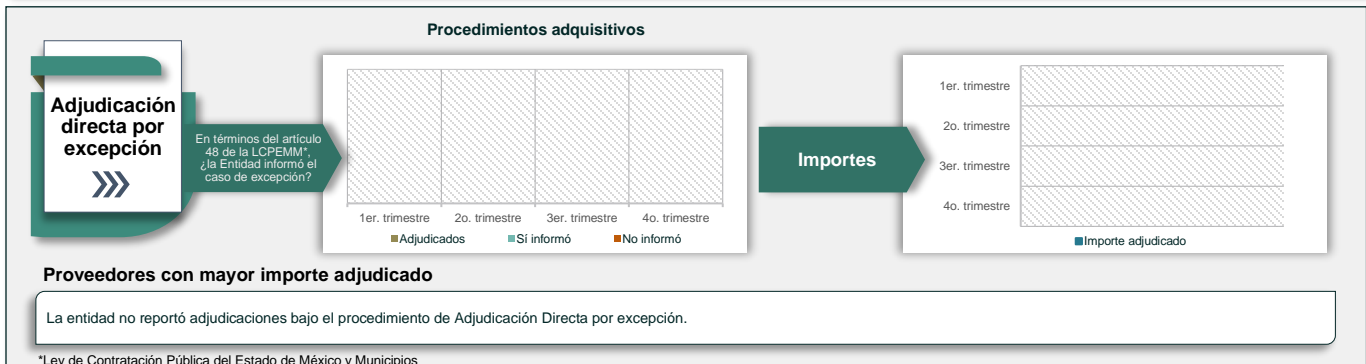 Procedimientos adquisitivos
Adjudicación
directa por
excepción
En términos del artículo
48 de la LCPEMM*,
¿la Entidad informó el
caso de excepción?
1er. trimestre 2o. trimestre 3er. trimestre 4o. trimestre
Adjudicados Sí informó No informó
Importes
1er. trimestre
2o. trimestre
3er. trimestre
4o. trimestre
Importe adjudicado
Proveedores con mayor importe adjudicado
La entidad no reportó adjudicaciones bajo el procedimiento de Adjudicación Directa por excepción.
*Ley de Contratación Pública del Estado de México y Municipios